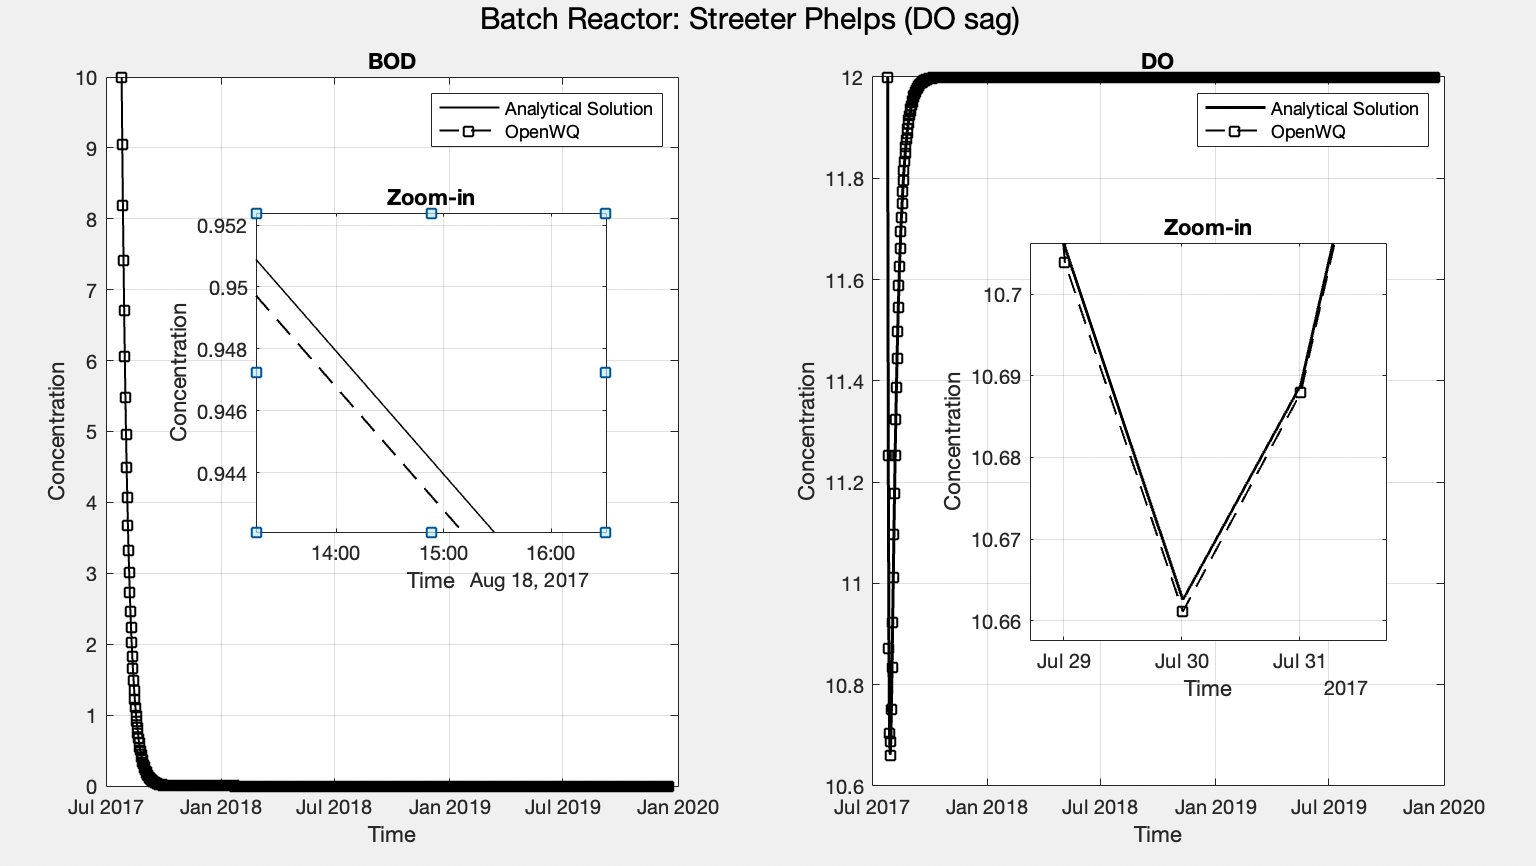 Batch Reactor: Streeter Phelps (DO sag)
BOD
Concentration
10
9
8
7
6
5
4
3
2
1
0
Analytical Solution
OpenWQ
Zoom-in
Concentration
0.952
0.95
0.948
0.946
0.944
14:00 15:00 16:00
Time Aug 18, 2017
Jul 2017 Jan 2018 Jul 2018 Jan 2019 Jul 2019 Jan 2020
Time
DO
Concentration
12
11.8
11.6
11.4
11.2
11
10.8
10.6
Analytical Solution
OpenWQ
Zoom-in
Concentration
10.7
10.69
10.68
10.67
10.66
Jul 29 Jul 30 Jul 31
Time 2017
Jul 2017 Jan 2018 Jul 2018 Jan 2019 Jul 2019 Jan 2020
Time